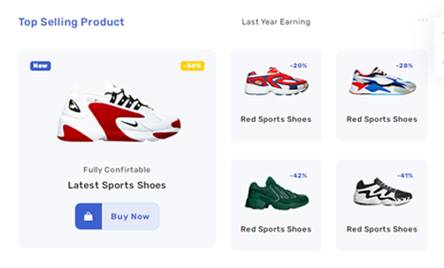 Top Selling Product
Last Year Earning
New
-36%
Fully Confirtable
Latest Sports Shoes
Buy Now
-20%
Red Sports Shoes
-28%
Red Sports Shoes
-42%
Red Sports Shoes
-41%
Red Sports Shoes